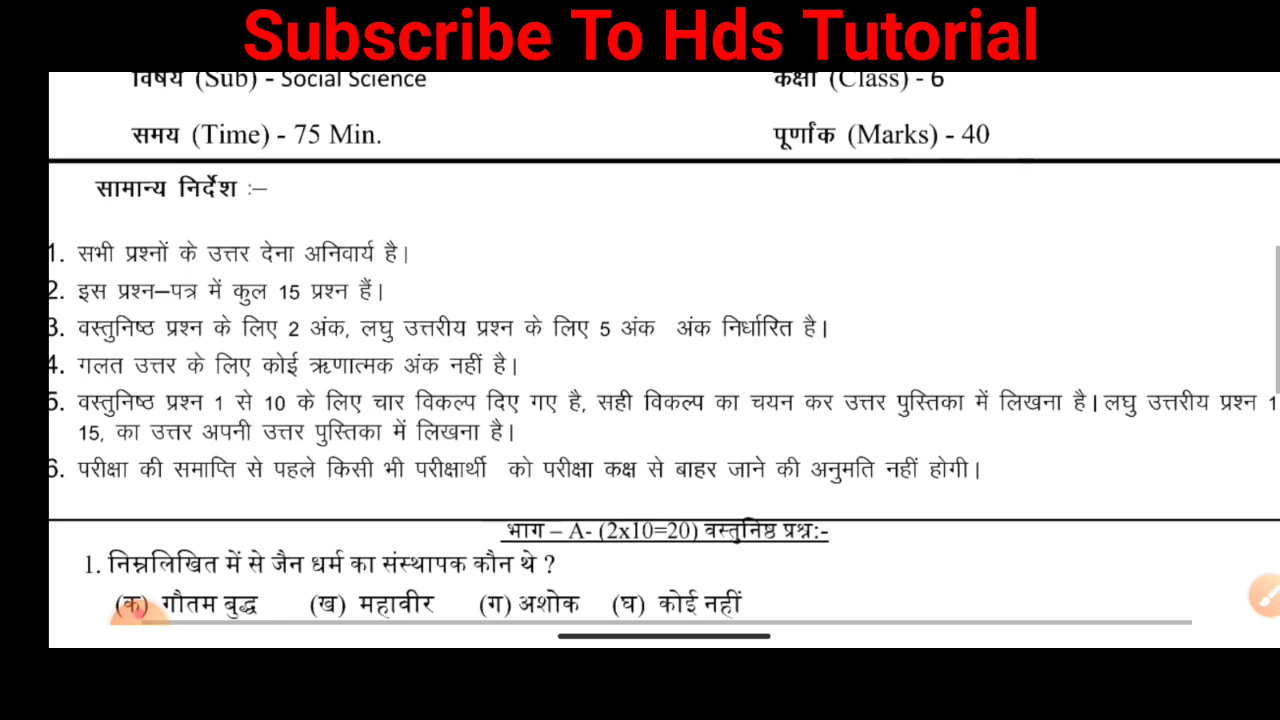 Subscribe To Hds Tutorial
विषय (Sub) - Social Science कक्षा (Class) - 6
समय (Time) - 75 Min. पूर्णांक (Marks) - 40
सामान्य निर्देश :–
1. सभी प्रश्नों के उत्तर देना अनिवार्य है।
2. इस प्रश्न–पत्र में कुल 15 प्रश्न हैं।
3. वस्तुनिष्ठ प्रश्न के लिए 2 अंक, लघु उत्तरीय प्रश्न के लिए 5 अंक अंक निर्धारित है।
4. गलत उत्तर के लिए कोई ऋणात्मक अंक नहीं है।
5. वस्तुनिष्ठ प्रश्न 1 से 10 के लिए चार विकल्प दिए गए है, सही विकल्प का चयन कर उत्तर पुस्तिका में लिखना है। लघु उत्तरीय प्रश्न 1
15, का उत्तर अपनी उत्तर पुस्तिका में लिखना है।
6. परीक्षा की समाप्ति से पहले किसी भी परीक्षार्थी को परीक्षा कक्ष से बाहर जाने की अनुमति नहीं होगी।
भाग – A- (2x10=20) वस्तुनिष्ठ प्रश्न:-
1. निम्नलिखित में से जैन धर्म का संस्थापक कौन थे ?
(क) गौतम बुद्ध (ख) महावीर (ग) अशोक (घ) कोई नहीं